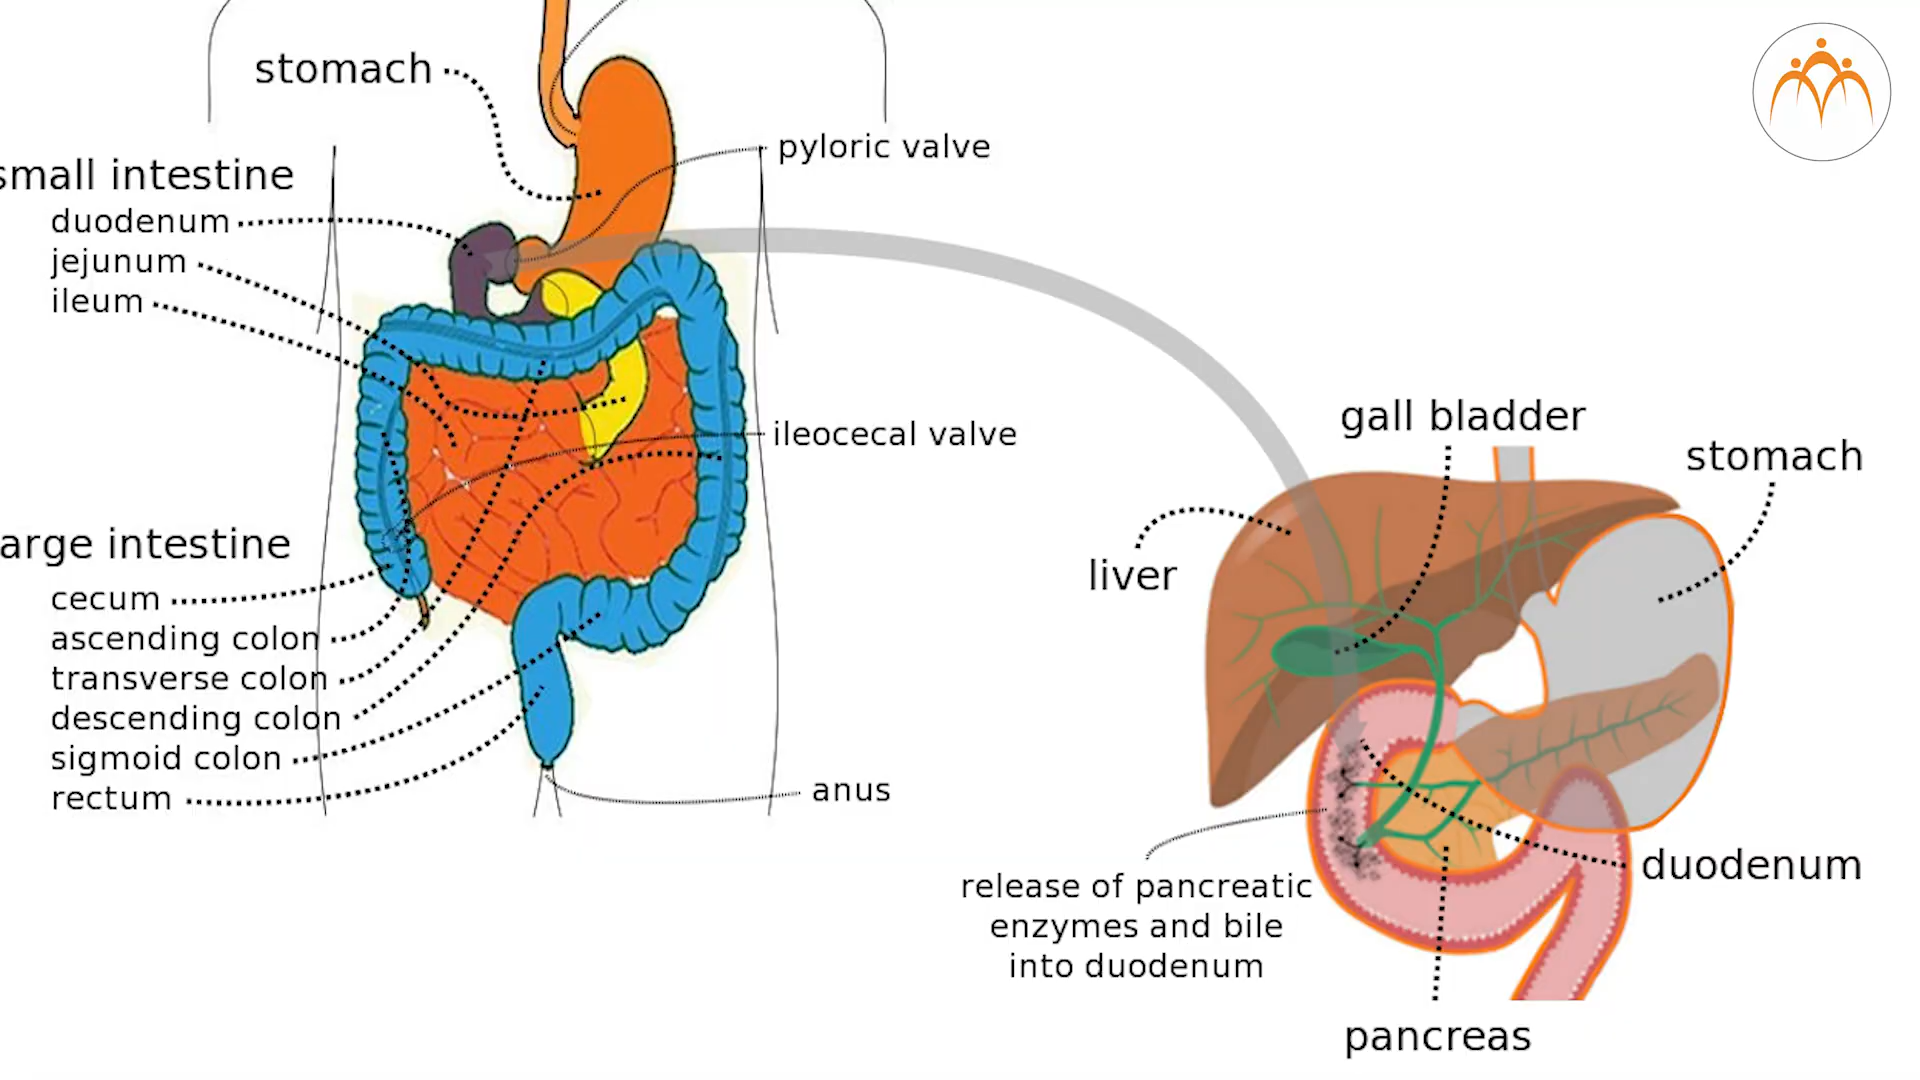 stomach
pyloric valve
small intestine
duodenum
jejunum
ileum
ileocecal valve
arge intestine
cecum
ascending colon
transverse colon
descending colon
sigmoid colon
rectum
anus
gall bladder
stomach
liver
duodenum
release of pancreatic
enzymes and bile
into duodenum
pancreas